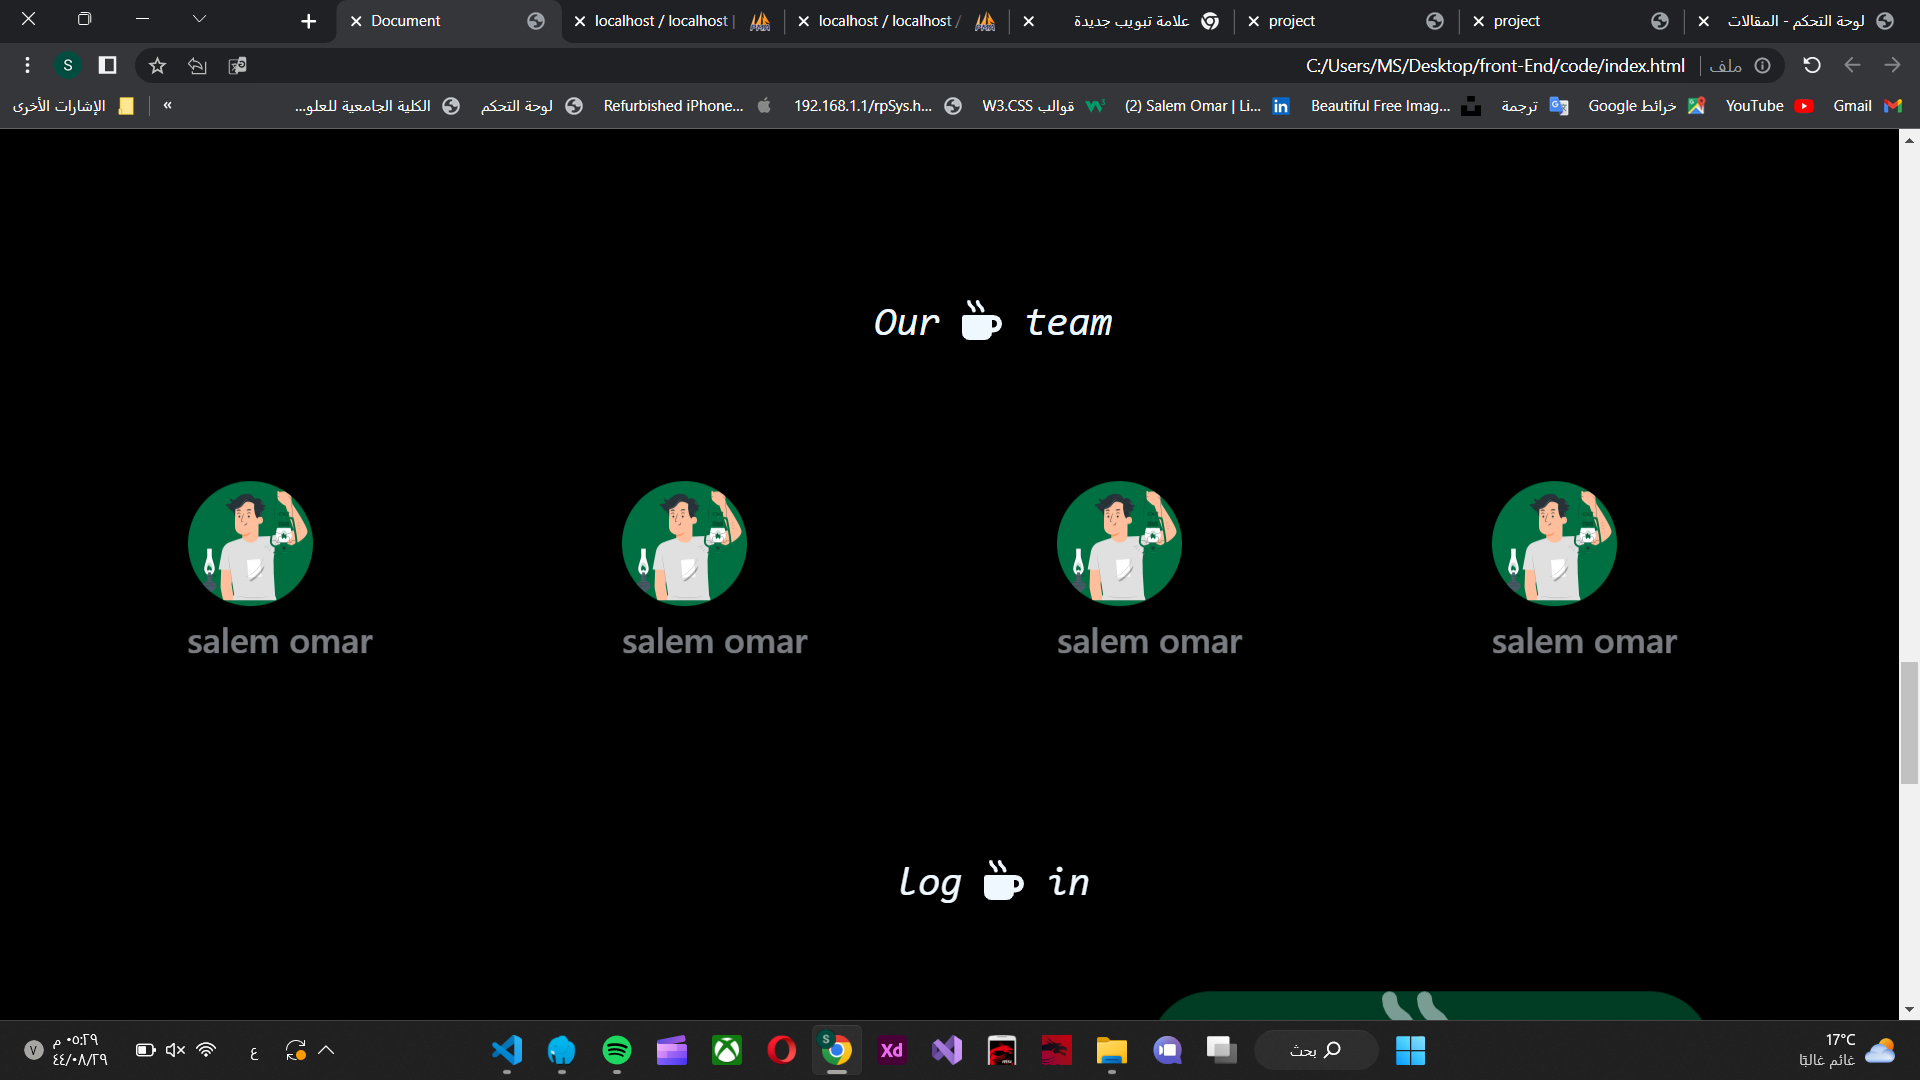 Document
localhost / localhost |
localhost / localhost /
علامة تبويب جديدة
project
project
لوحة التحكم - المقالات
S
C:/Users/MS/Desktop/front-End/code/index.html
ملف
الإشارات الأخرى
«
الكلية الجامعية للعلو...
لوحة التحكم
Refurbished iPhone...
192.168.1.1/rpSys.h...
قوالب W3.CSS
(2) Salem Omar | Li...
Beautiful Free Imag...
ترجمة
خرائط Google
YouTube
Gmail
Our team
salem omar
salem omar
salem omar
salem omar
log in
٠٥:٢٩ م
٤٤/٠٨/٢٩
٧
ع
Xd
بحث
17°C
غائم غالبًا